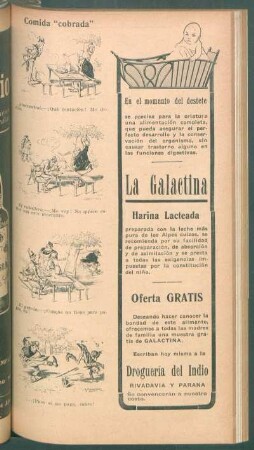 Comida "cobrada"
En el momento del destete
se precisa para la criatura
una alimentación completa,
que pueda asegurar el per-
fecto desarrollo y la conser-
vación del organismo, sin
causar trastorno alguno en
las funciones digestivas.
La Galactina
Harina Lacteada
preparada con la leche más
pura de los Alpes suizos, se
recomienda por su facilidad
de preparación, de absorción
y de asimilación y se presta
a todas las exigencias im-
puestas por la constitución
del niño.
Oferta GRATIS
Deseando hacer conocer la
bondad de este alimento,
ofrecemos a todas las madres
de familia una muestra gra-
tis de GALACTINA.
Escriban hoy mismo a la
Droguería del Indio
RIVADAVIA Y PARANA
Se convencerán a nuestra